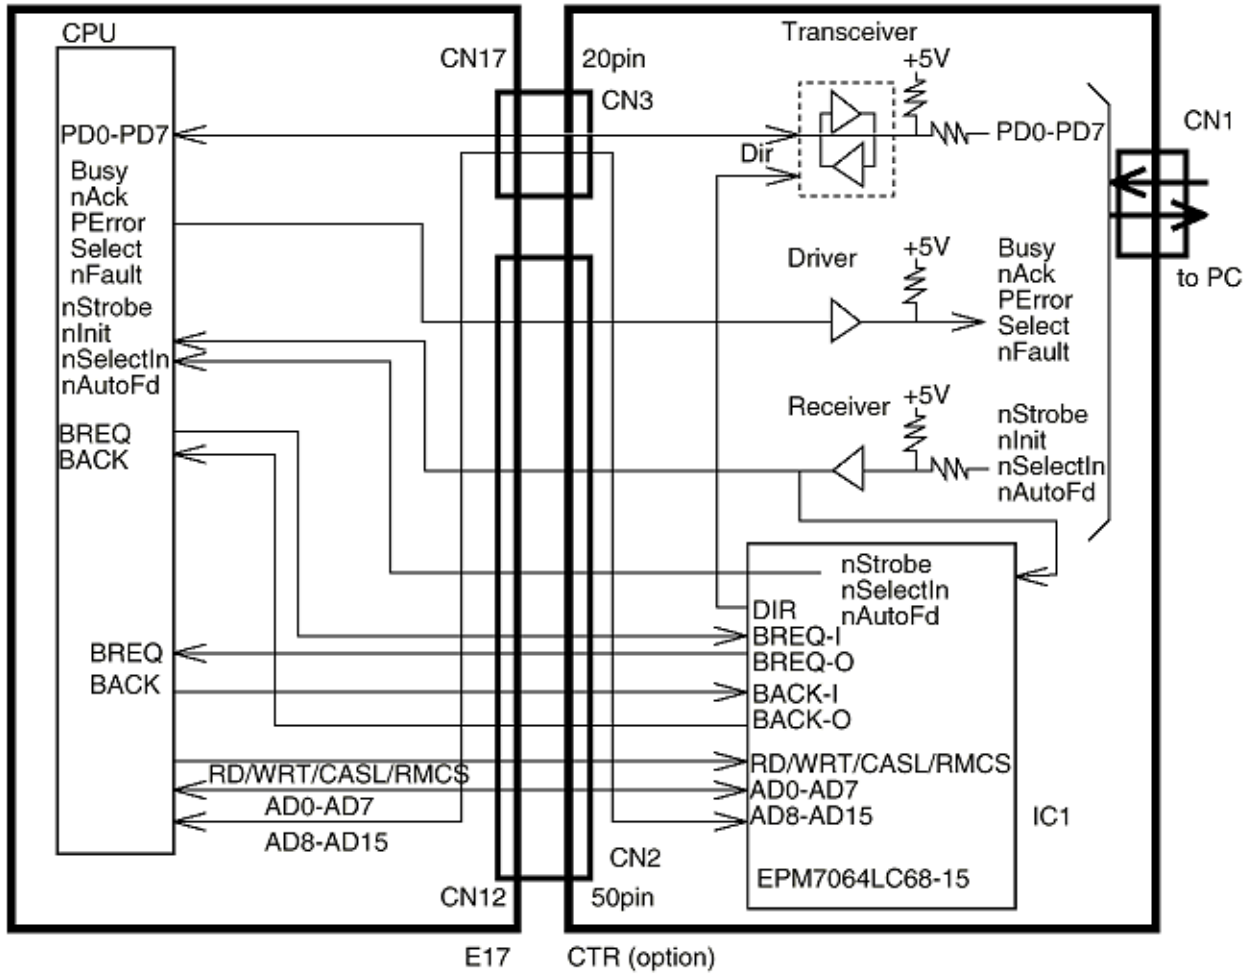 CPU
CN17
20pin
CN3
Transceiver
+5V
PD0-PD7
Dir
PD0-PD7
CN1
Busy
nAck
PError
Select
nFault
Driver
+5V
Busy
nAck
PError
Select
nFault
to PC
nStrobe
nInit
nSelectIn
nAutoFd
Receiver
+5V
nStrobe
nInit
nSelectIn
nAutoFd
BREQ
BACK
nStrobe
nSelectIn
nAutoFd
DIR
BREQ-I
BREQ-O
BACK-I
BACK-O
BREQ
BACK
RD/WRT/CASL/RMCS
AD0-AD7
AD8-AD15
RD/WRT/CASL/RMCS
AD0-AD7
AD8-AD15
IC1
EPM7064LC68-15
CN2
CN12
50pin
E17
CTR (option)